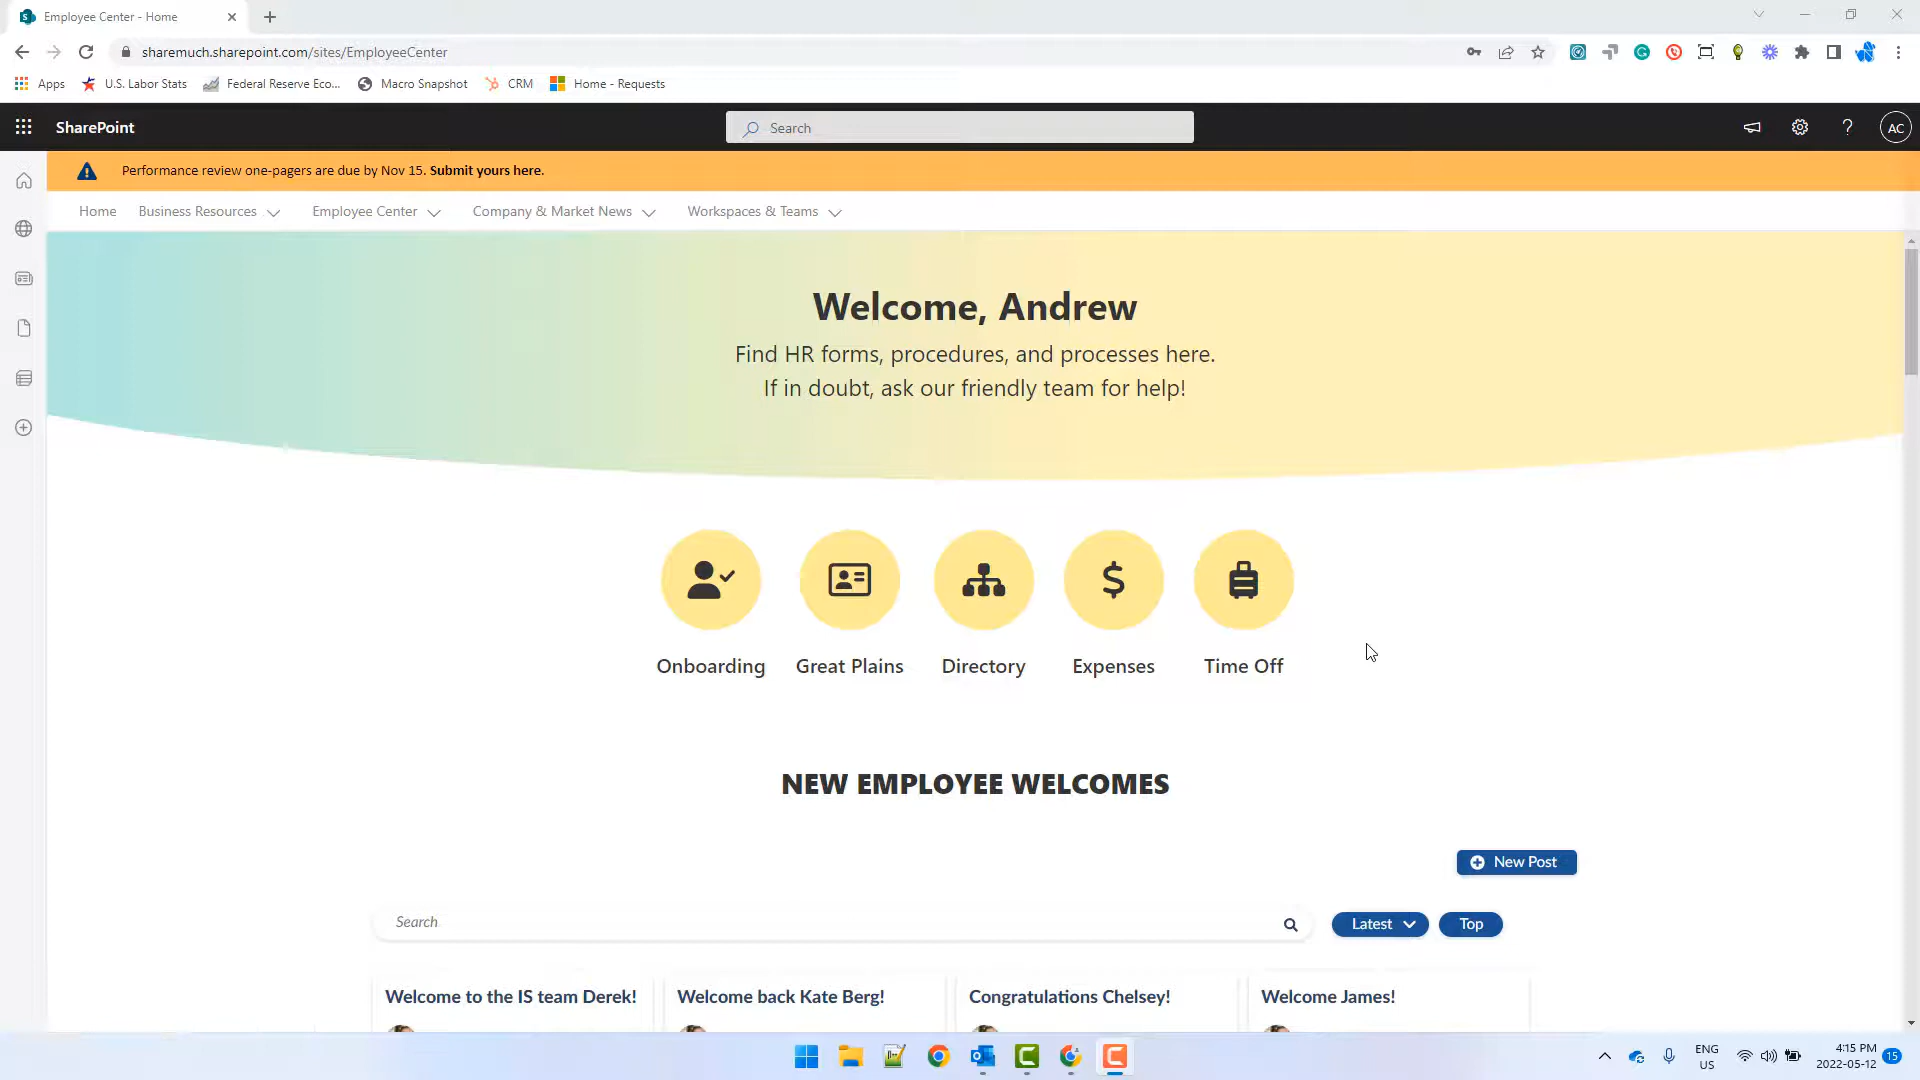 Employee Center - Home
sharemuch.sharepoint.com/sites/EmployeeCenter
Apps U.S. Labor Stats Federal Reserve Eco... Macro Snapshot CRM Home - Requests
SharePoint Search ? AC
Performance review one-pagers are due by Nov 15. Submit yours here.
Home Business Resources Employee Center Company & Market News Workspaces & Teams
Welcome, Andrew
Find HR forms, procedures, and processes here.
If in doubt, ask our friendly team for help!
$
Onboarding Great Plains Directory Expenses Time Off
NEW EMPLOYEE WELCOMES
New Post
Search Latest Top
Welcome to the IS team Derek! Welcome back Kate Berg! Congratulations Chelsey! Welcome James!
ENG
US
4:15 PM
2022-05-12
15